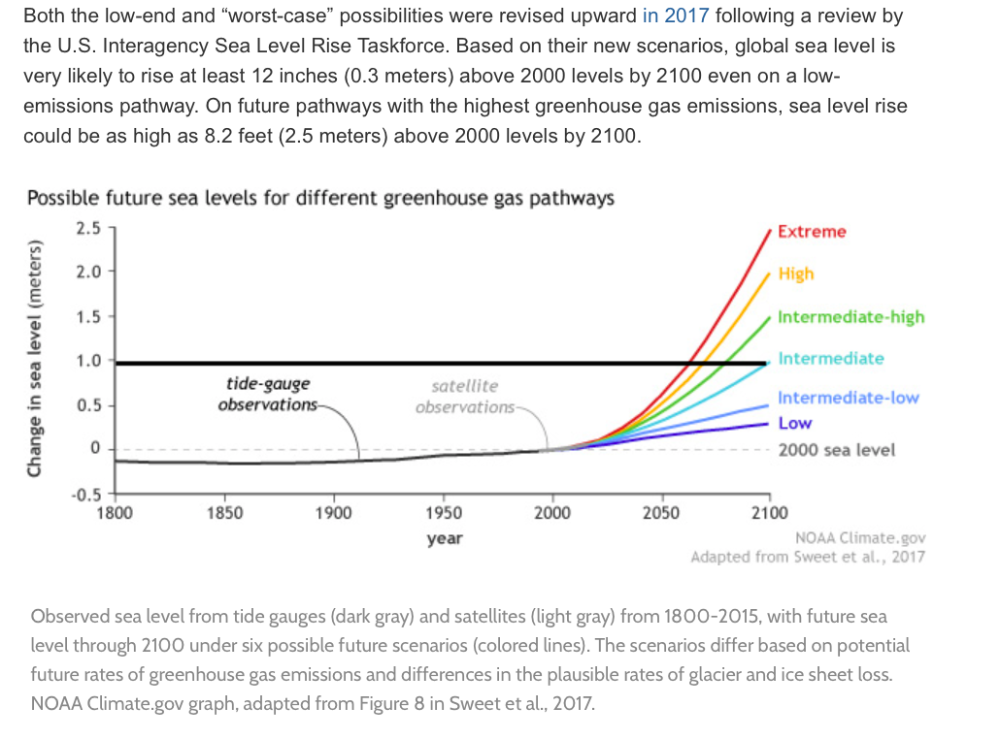 Both the low-end and “worst-case” possibilities were revised upward in 2017 following a review by
the U.S. Interagency Sea Level Rise Taskforce. Based on their new scenarios, global sea level is
very likely to rise at least 12 inches (0.3 meters) above 2000 levels by 2100 even on a low-
emissions pathway. On future pathways with the highest greenhouse gas emissions, sea level rise
could be as high as 8.2 feet (2.5 meters) above 2000 levels by 2100.
Possible future sea levels for different greenhouse gas pathways
Change in sea level (meters)
2.5
2.0
1.5
1.0
0.5
0
-0.5
tide-gauge
observations
satellite
observations
Extreme
High
Intermediate-high
Intermediate
Intermediate-low
Low
2000 sea level
1800 1850 1900 1950 2000 2050 2100
year
NOAA Climate.gov
Adapted from Sweet et al., 2017
Observed sea level from tide gauges (dark gray) and satellites (light gray) from 1800-2015, with future sea
level through 2100 under six possible future scenarios (colored lines). The scenarios differ based on potential
future rates of greenhouse gas emissions and differences in the plausible rates of glacier and ice sheet loss.
NOAA Climate.gov graph, adapted from Figure 8 in Sweet et al., 2017.